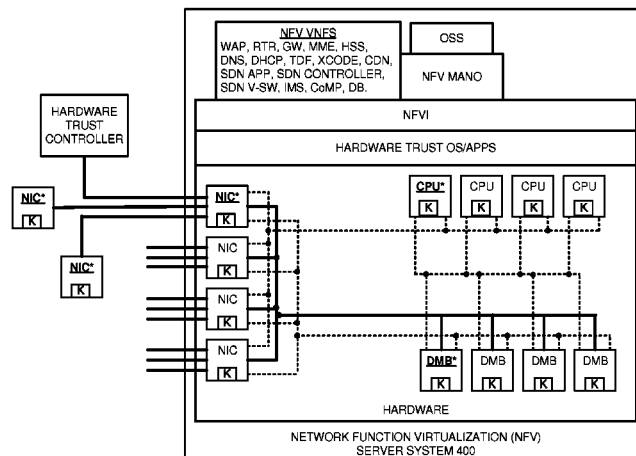 NFV VNFS
WAP, RTR, GW, MME, HSS,
DNS, DHCP, TDF, XCODE, CDN,
SDN APP, SDN CONTROLLER,
SDN V-SW, IMS, CoMP, DB.
OSS
NFV MANO
NFVI
HARDWARE TRUST OS/APPS
HARDWARE
TRUST
CONTROLLER
NIC*
K
NIC*
K
NIC*
K
NIC
K
NIC
K
NIC
K
CPU*
K
CPU
K
CPU
K
CPU
K
DMB*
K
DMB
K
DMB
K
DMB
K
HARDWARE
NETWORK FUNCTION VIRTUALIZATION (NFV)
SERVER SYSTEM 400